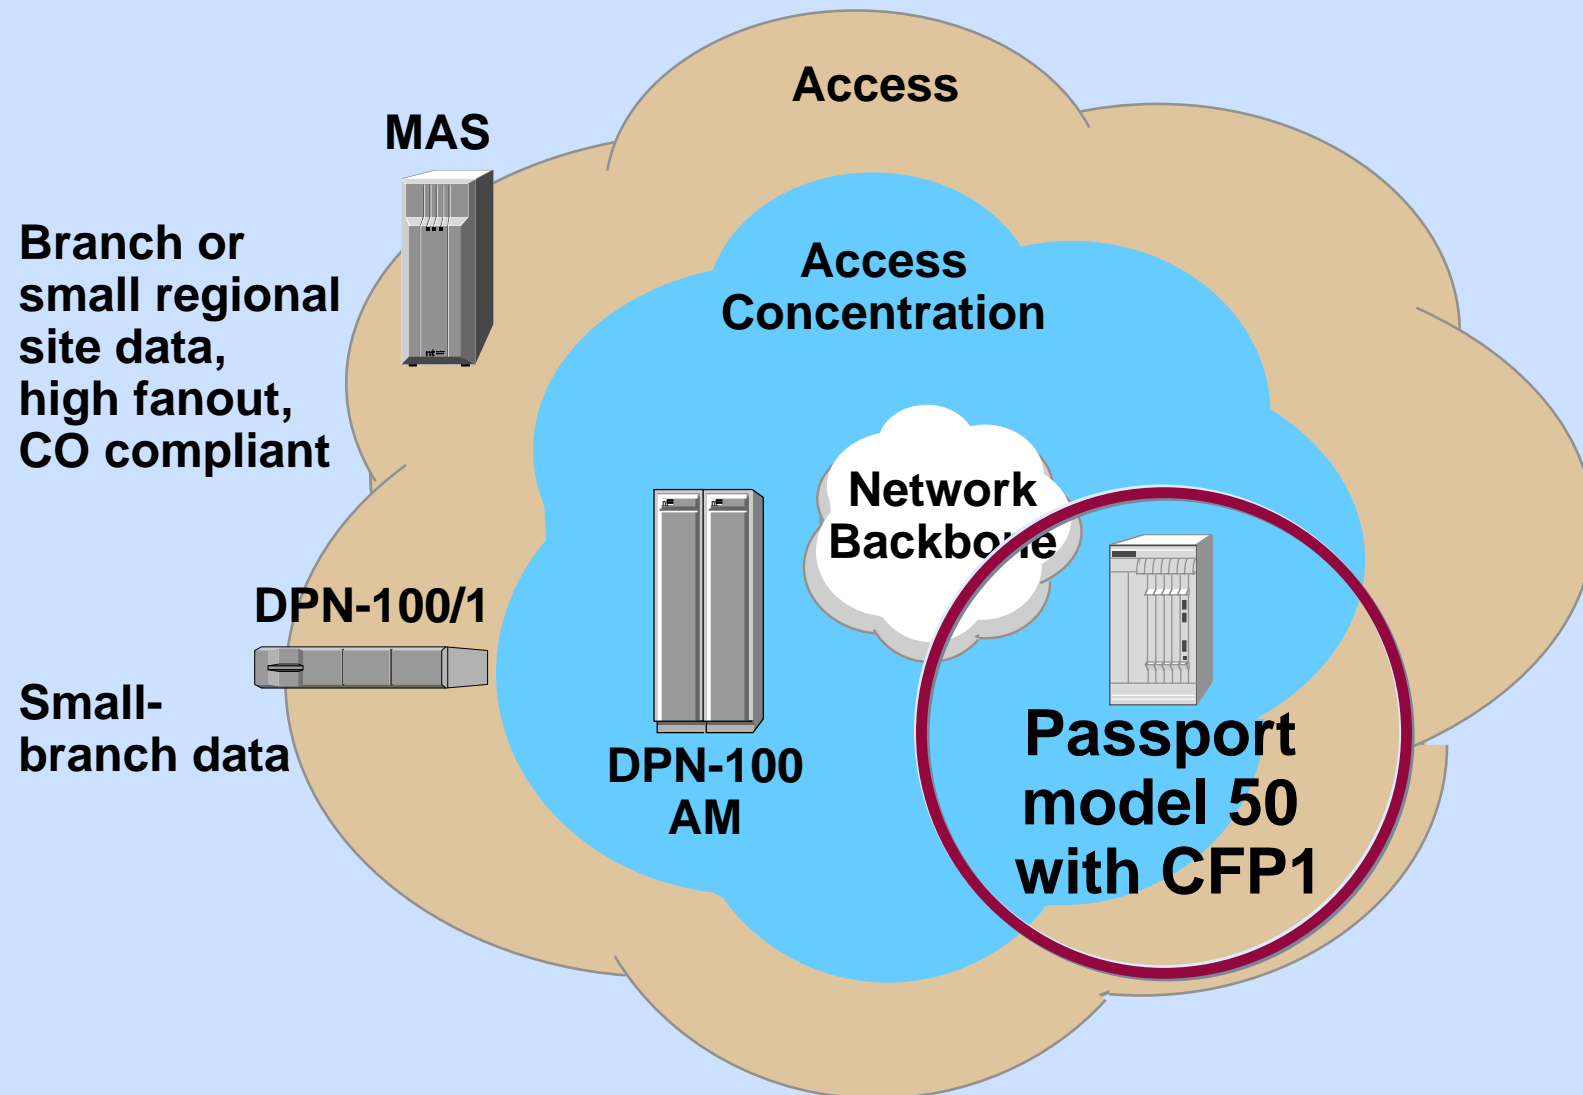 Access
MAS
Branch or
small regional
site data,
high fanout,
CO compliant
Access
Concentration
Network
Backbone
DPN-100/1
Small-
branch data
DPN-100
AM
Passport
model 50
with CFP1